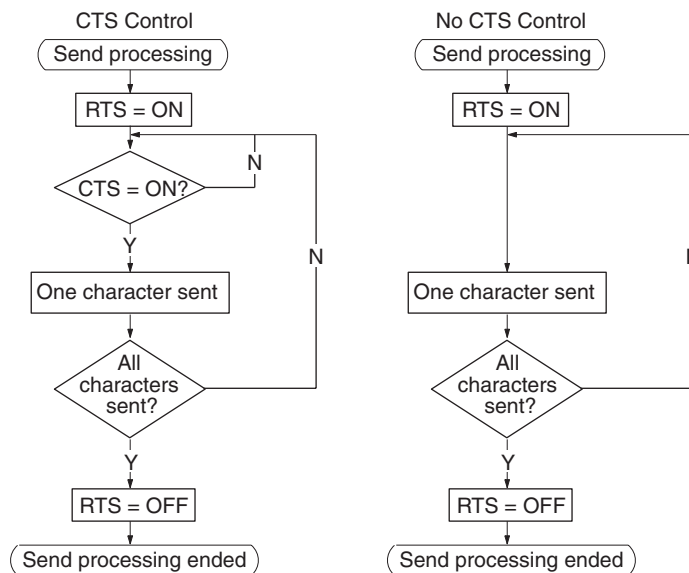 CTS Control
Send processing
RTS = ON
N
CTS = ON?
Y
N
One character sent
All
characters
sent?
Y
RTS = OFF
Send processing ended
No CTS Control
Send processing
RTS = ON
One character sent
All
characters
sent?
Y
RTS = OFF
Send processing ended